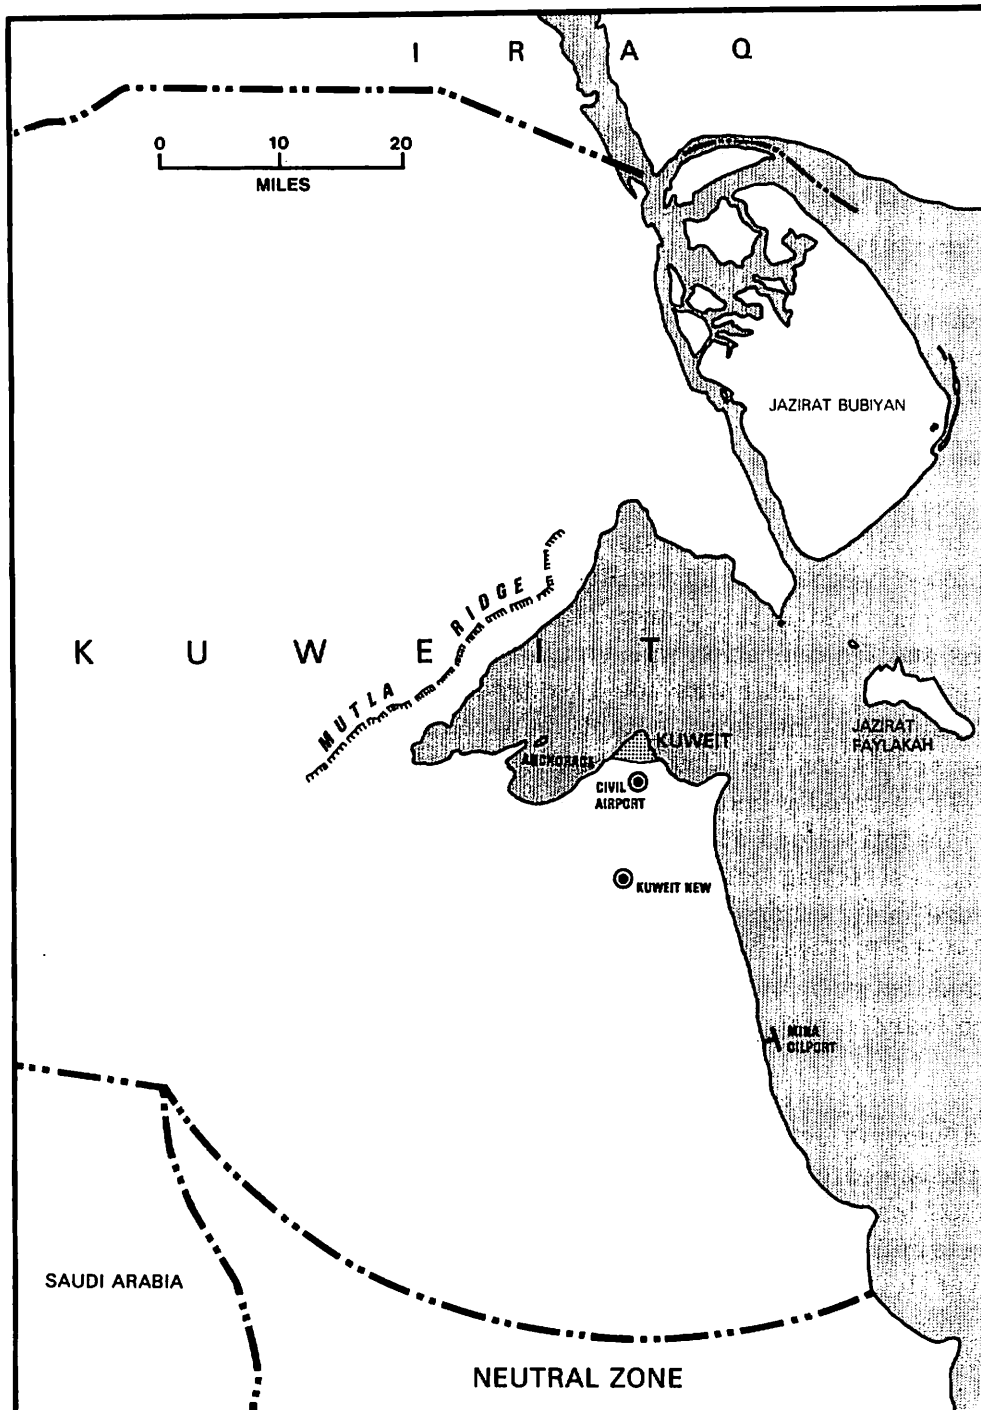 I R A Q
0 10 20
MILES
JAZIRAT BUBIYAN
MUTLA RIDGE
K U W E I T
JAZIRAT
FAYLAKAH
KUWEIT
ANCHORAGE
CIVIL
AIRPORT
KUWEIT NEW
MINA
OILPORT
SAUDI ARABIA
NEUTRAL ZONE